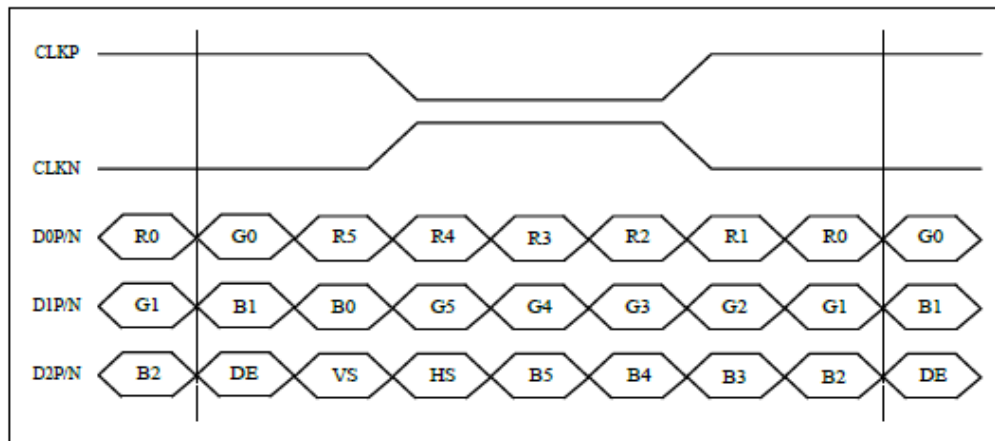 CLKP
CLKN
D0P/N R0 G0 R5 R4 R3 R2 R1 R0 G0
D1P/N G1 B1 B0 G5 G4 G3 G2 G1 B1
D2P/N B2 DE VS HS B5 B4 B3 B2 DE